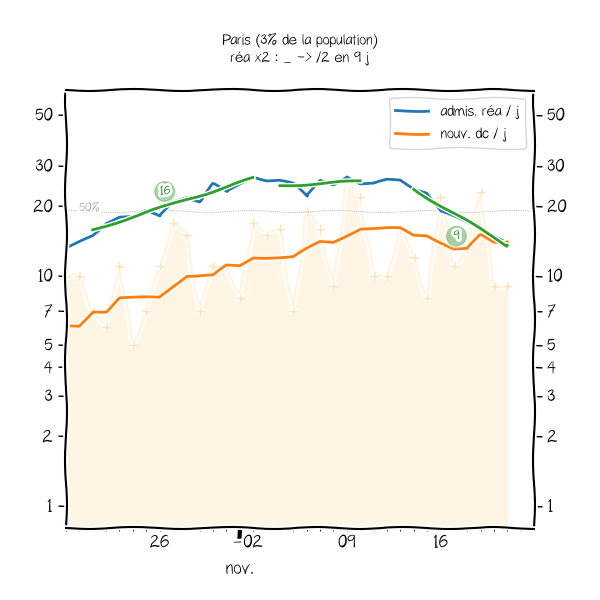 Paris (3% de la population)
réa x2 : _ -> /2 en 9 j
admis. réa / j
nouv. dc / j
50 50
30 30
20 20
50%
16
9
10 10
7 7
5 5
4 4
3 3
2 2
1 1
26 02 09 16
nov.